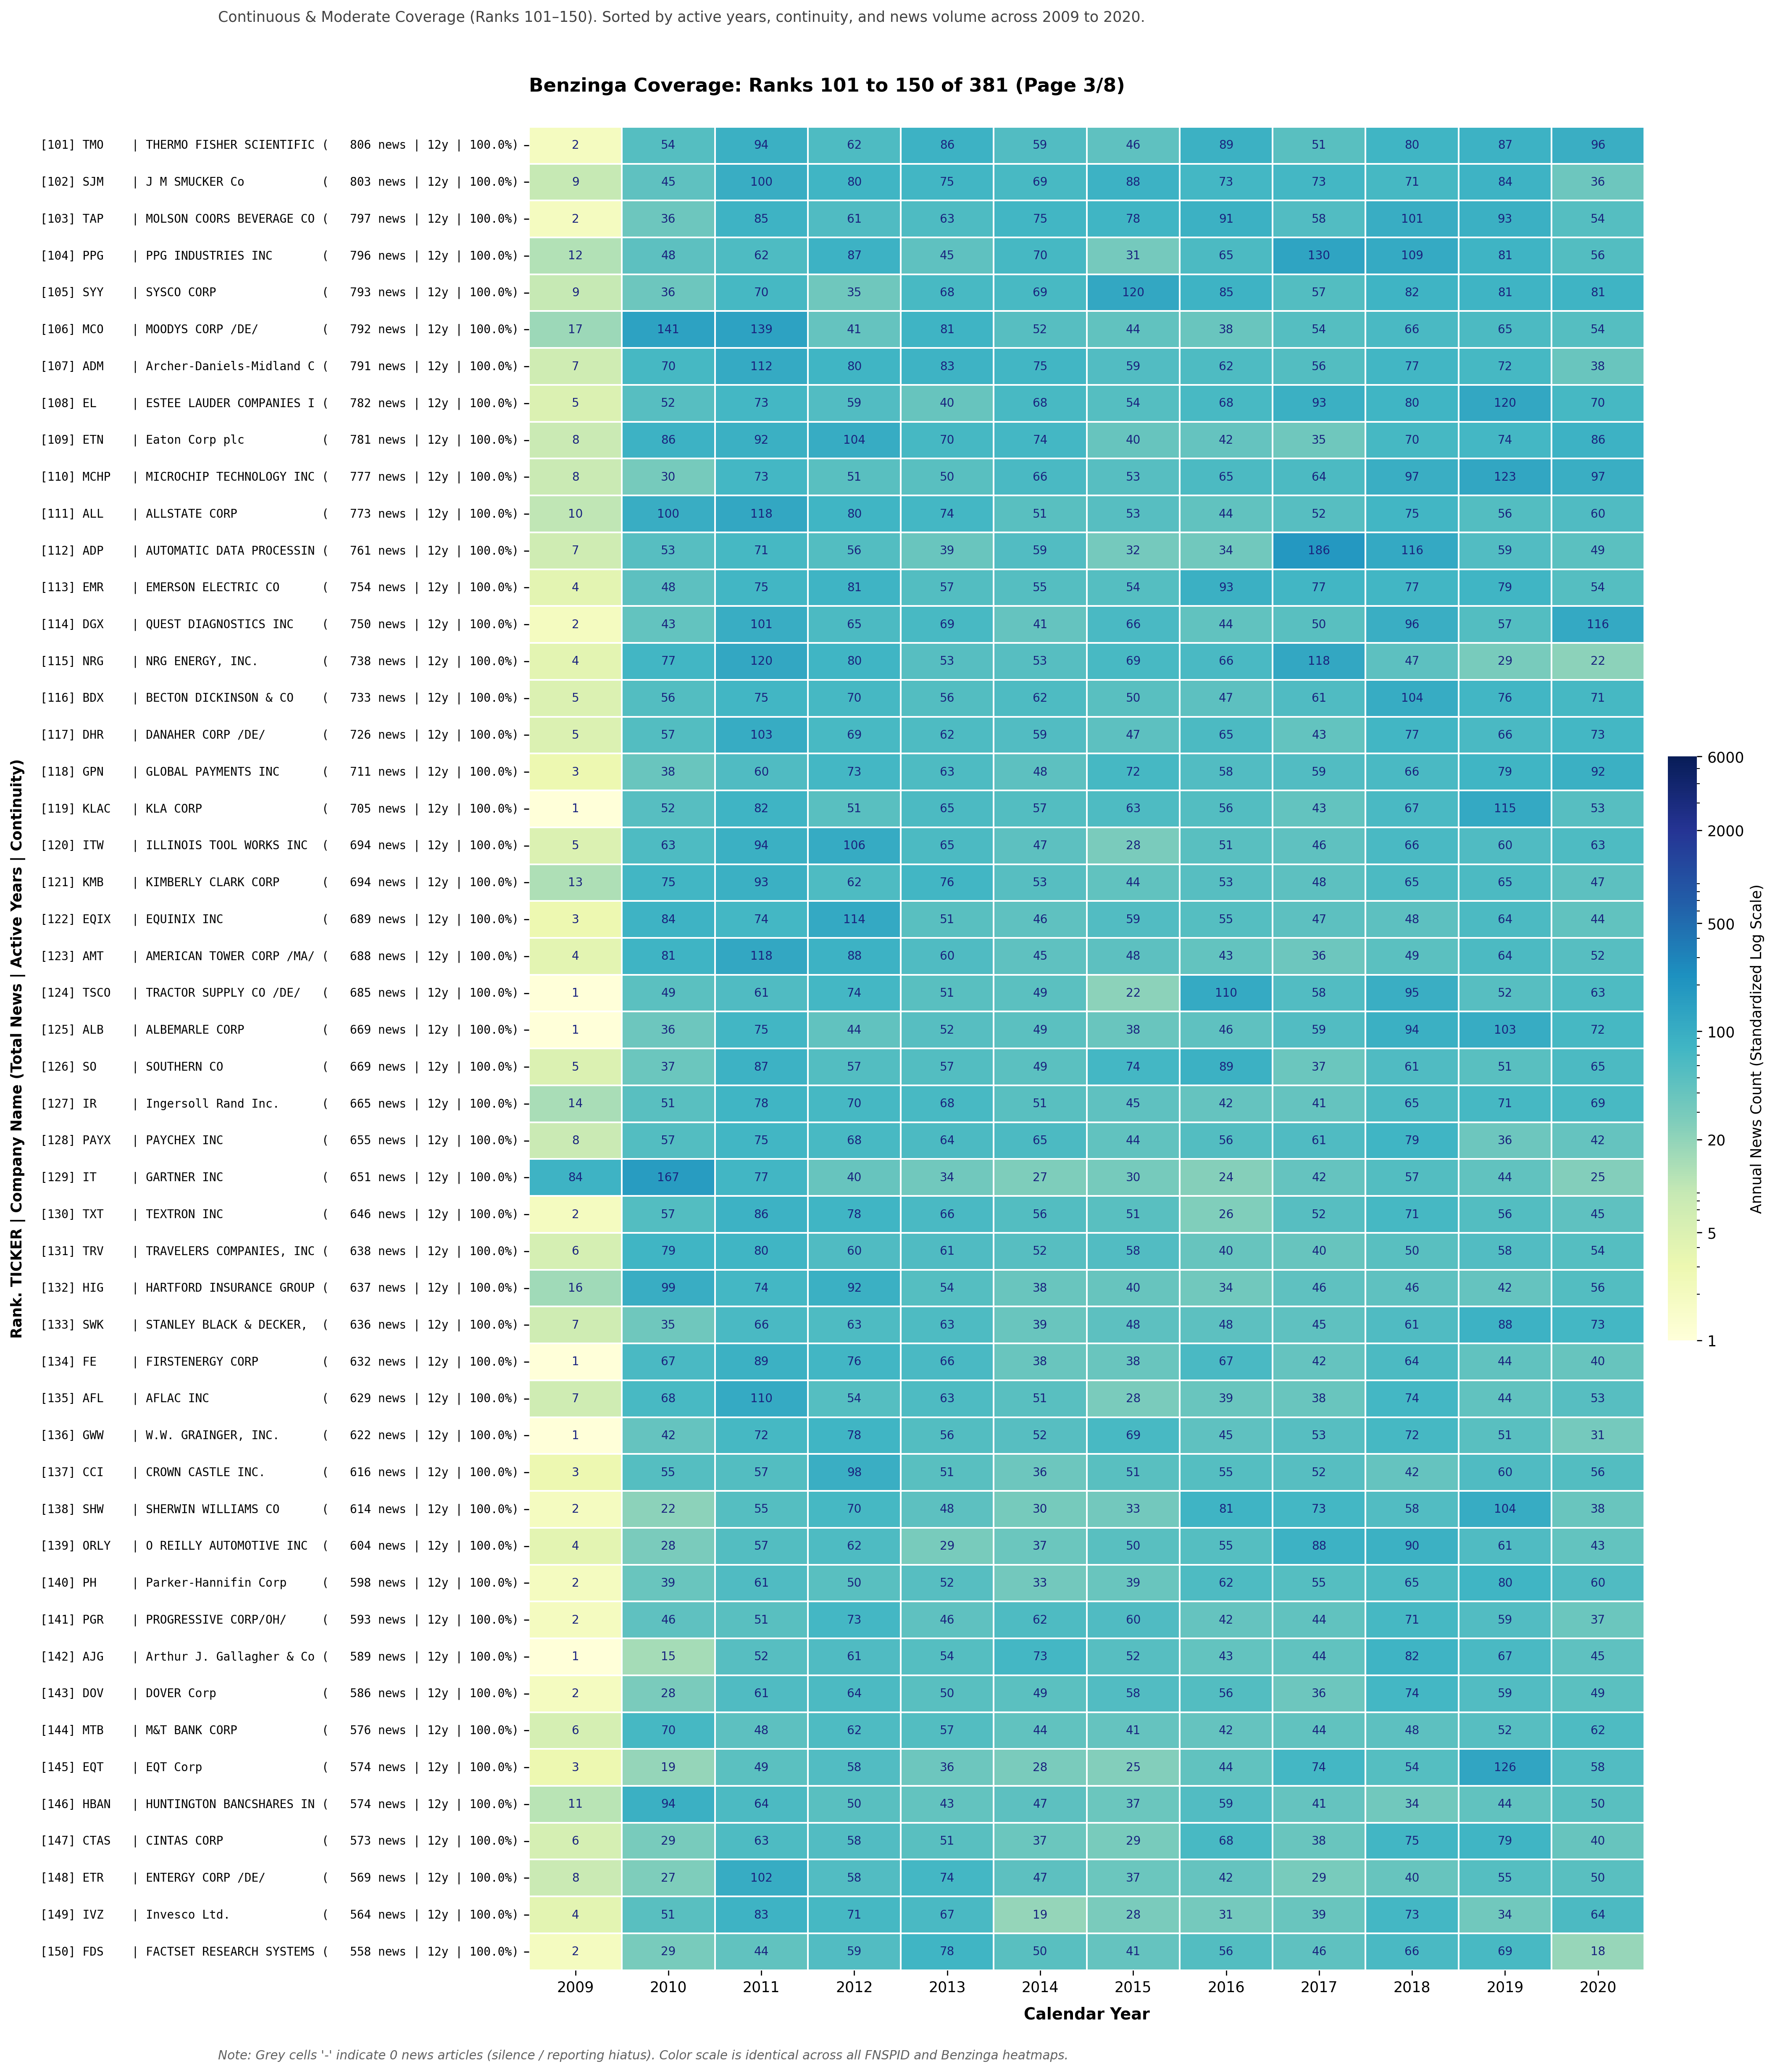 Continuous & Moderate Coverage (Ranks 101–150). Sorted by active years, continuity, and news volume across 2009 to 2020.
Benzinga Coverage: Ranks 101 to 150 of 381 (Page 3/8)
[101] TMO | THERMO FISHER SCIENTIFIC ( 806 news | 12y | 100.0%) 2 54 94 62 86 59 46 89 51 80 87 96
[102] SJM | J M SMUCKER Co ( 803 news | 12y | 100.0%) 9 45 100 80 75 69 88 73 73 71 84 36
[103] TAP | MOLSON COORS BEVERAGE CO ( 797 news | 12y | 100.0%) 2 36 85 61 63 75 78 91 58 101 93 54
[104] PPG | PPG INDUSTRIES INC ( 796 news | 12y | 100.0%) 12 48 62 87 45 70 31 65 130 109 81 56
[105] SYY | SYSCO CORP ( 793 news | 12y | 100.0%) 9 36 70 35 68 69 120 85 57 82 81 81
[106] MCO | MOODYS CORP /DE/ ( 792 news | 12y | 100.0%) 17 141 139 41 81 52 44 38 54 66 65 54
[107] ADM | Archer-Daniels-Midland C ( 791 news | 12y | 100.0%) 7 70 112 80 83 75 59 62 56 77 72 38
[108] EL | ESTEE LAUDER COMPANIES I ( 782 news | 12y | 100.0%) 5 52 73 59 40 68 54 68 93 80 120 70
[109] ETN | Eaton Corp plc ( 781 news | 12y | 100.0%) 8 86 92 104 70 74 40 42 35 70 74 86
[110] MCHP | MICROCHIP TECHNOLOGY INC ( 777 news | 12y | 100.0%) 8 30 73 51 50 66 53 65 64 97 123 97
[111] ALL | ALLSTATE CORP ( 773 news | 12y | 100.0%) 10 100 118 80 74 51 53 44 52 75 56 60
[112] ADP | AUTOMATIC DATA PROCESSIN ( 761 news | 12y | 100.0%) 7 53 71 56 39 59 32 34 186 116 59 49
[113] EMR | EMERSON ELECTRIC CO ( 754 news | 12y | 100.0%) 4 48 75 81 57 55 54 93 77 77 79 54
[114] DGX | QUEST DIAGNOSTICS INC ( 750 news | 12y | 100.0%) 2 43 101 65 69 41 66 44 50 96 57 116
[115] NRG | NRG ENERGY, INC. ( 738 news | 12y | 100.0%) 4 77 120 80 53 53 69 66 118 47 29 22
[116] BDX | BECTON DICKINSON & CO ( 733 news | 12y | 100.0%) 5 56 75 70 56 62 50 47 61 104 76 71
[117] DHR | DANAHER CORP /DE/ ( 726 news | 12y | 100.0%) 5 57 103 69 62 59 47 65 43 77 66 73
[118] GPN | GLOBAL PAYMENTS INC ( 711 news | 12y | 100.0%) 3 38 60 73 63 48 72 58 59 66 79 92
[119] KLAC | KLA CORP ( 705 news | 12y | 100.0%) 1 52 82 51 65 57 63 56 43 67 115 53
[120] ITW | ILLINOIS TOOL WORKS INC ( 694 news | 12y | 100.0%) 5 63 94 106 65 47 28 51 46 66 60 63
[121] KMB | KIMBERLY CLARK CORP ( 694 news | 12y | 100.0%) 13 75 93 62 76 53 44 53 48 65 65 47
[122] EQIX | EQUINIX INC ( 689 news | 12y | 100.0%) 3 84 74 114 51 46 59 55 47 48 64 44
[123] AMT | AMERICAN TOWER CORP /MA/ ( 688 news | 12y | 100.0%) 4 81 118 88 60 45 48 43 36 49 64 52
[124] TSCO | TRACTOR SUPPLY CO /DE/ ( 685 news | 12y | 100.0%) 1 49 61 74 51 49 22 110 58 95 52 63
[125] ALB | ALBEMARLE CORP ( 669 news | 12y | 100.0%) 1 36 75 44 52 49 38 46 59 94 103 72
[126] SO | SOUTHERN CO ( 669 news | 12y | 100.0%) 5 37 87 57 57 49 74 89 37 61 51 65
[127] IR | Ingersoll Rand Inc. ( 665 news | 12y | 100.0%) 14 51 78 70 68 51 45 42 41 65 71 69
[128] PAYX | PAYCHEX INC ( 655 news | 12y | 100.0%) 8 57 75 68 64 65 44 56 61 79 36 42
[129] IT | GARTNER INC ( 651 news | 12y | 100.0%) 84 167 77 40 34 27 30 24 42 57 44 25
[130] TXT | TEXTRON INC ( 646 news | 12y | 100.0%) 2 57 86 78 66 56 51 26 52 71 56 45
[131] TRV | TRAVELERS COMPANIES, INC ( 638 news | 12y | 100.0%) 6 79 80 60 61 52 58 40 40 50 58 54
[132] HIG | HARTFORD INSURANCE GROUP ( 637 news | 12y | 100.0%) 16 99 74 92 54 38 40 34 46 46 42 56
[133] SWK | STANLEY BLACK & DECKER, ( 636 news | 12y | 100.0%) 7 35 66 63 63 39 48 48 45 61 88 73
[134] FE | FIRSTENERGY CORP ( 632 news | 12y | 100.0%) 1 67 89 76 66 38 38 67 42 64 44 40
[135] AFL | AFLAC INC ( 629 news | 12y | 100.0%) 7 68 110 54 63 51 28 39 38 74 44 53
[136] GWW | W.W. GRAINGER, INC. ( 622 news | 12y | 100.0%) 1 42 72 78 56 52 69 45 53 72 51 31
[137] CCI | CROWN CASTLE INC. ( 616 news | 12y | 100.0%) 3 55 57 98 51 36 51 55 52 42 60 56
[138] SHW | SHERWIN WILLIAMS CO ( 614 news | 12y | 100.0%) 2 22 55 70 48 30 33 81 73 58 104 38
[139] ORLY | O REILLY AUTOMOTIVE INC ( 604 news | 12y | 100.0%) 4 28 57 62 29 37 50 55 88 90 61 43
[140] PH | Parker-Hannifin Corp ( 598 news | 12y | 100.0%) 2 39 61 50 52 33 39 62 55 65 80 60
[141] PGR | PROGRESSIVE CORP/OH/ ( 593 news | 12y | 100.0%) 2 46 51 73 46 62 60 42 44 71 59 37
[142] AJG | Arthur J. Gallagher & Co ( 589 news | 12y | 100.0%) 1 15 52 61 54 73 52 43 44 82 67 45
[143] DOV | DOVER Corp ( 586 news | 12y | 100.0%) 2 28 61 64 50 49 58 56 36 74 59 49
[144] MTB | M&T BANK CORP ( 576 news | 12y | 100.0%) 6 70 48 62 57 44 41 42 44 48 52 62
[145] EQT | EQT Corp ( 574 news | 12y | 100.0%) 3 19 49 58 36 28 25 44 74 54 126 58
[146] HBAN | HUNTINGTON BANCSHARES IN ( 574 news | 12y | 100.0%) 11 94 64 50 43 47 37 59 41 34 44 50
[147] CTAS | CINTAS CORP ( 573 news | 12y | 100.0%) 6 29 63 58 51 37 29 68 38 75 79 40
[148] ETR | ENTERGY CORP /DE/ ( 569 news | 12y | 100.0%) 8 27 102 58 74 47 37 42 29 40 55 50
[149] IVZ | Invesco Ltd. ( 564 news | 12y | 100.0%) 4 51 83 71 67 19 28 31 39 73 34 64
[150] FDS | FACTSET RESEARCH SYSTEMS ( 558 news | 12y | 100.0%) 2 29 44 59 78 50 41 56 46 66 69 18
2009 2010 2011 2012 2013 2014 2015 2016 2017 2018 2019 2020
Calendar Year
Rank. TICKER | Company Name (Total News | Active Years | Continuity)
6000
2000
500
100
20
5
1
Annual News Count (Standardized Log Scale)
Note: Grey cells '-' indicate 0 news articles (silence / reporting hiatus). Color scale is identical across all FNSPID and Benzinga heatmaps.